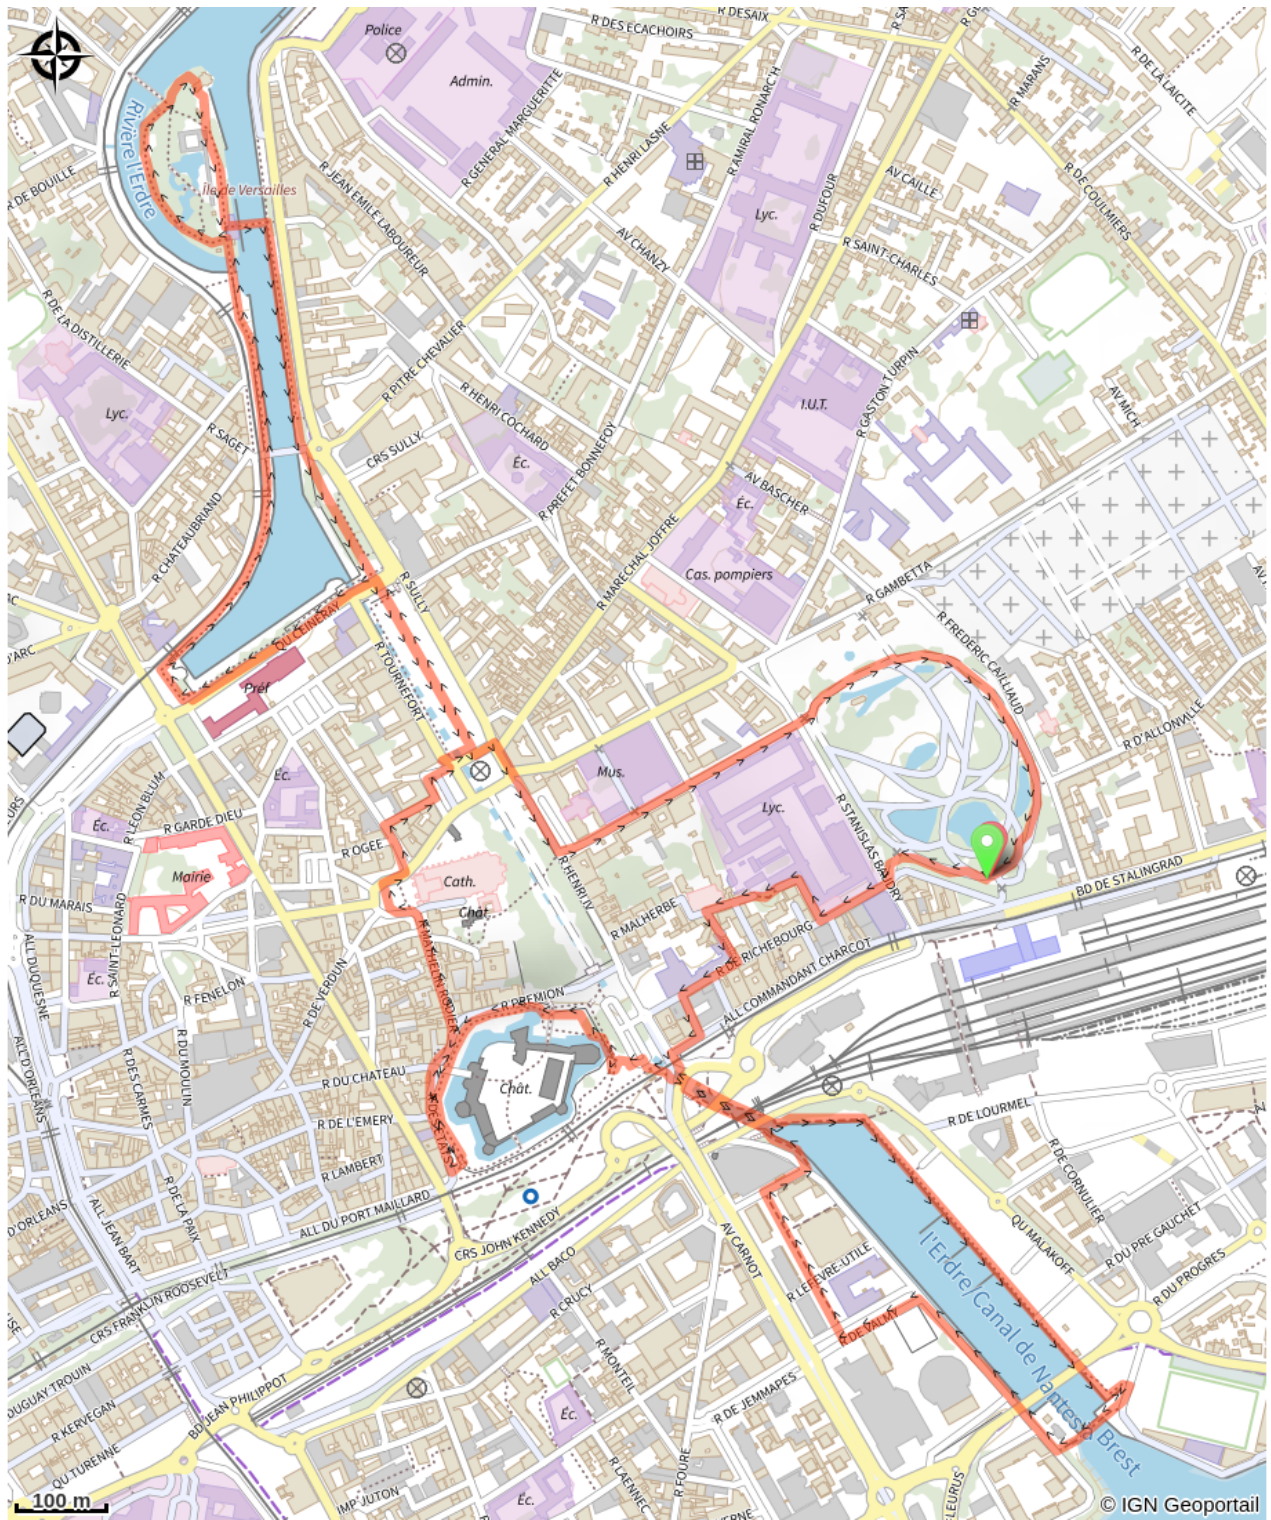 R DESAIX
R DES ECACHOIRS
Police
Admin.
R DE LA LAICITE
R MARANS
R GENERAL MARGUERITTE
R HENRI LASNE
R AMIRAL RONARC'H
R DUFOUR
R DE COULMIERS
Rivière l'Erdre
R DE BOUILLE
Île de Versailles
R JEAN EMILE LABOUREUR
AV CAILLE
Lyc.
AV CHANZY
R SAINT-CHARLES
R DE LA DISTILLERIE
R PITRE CHEVALIER
R GASTON TURPIN
Lyc.
R HENRI COCHARD
I.U.T.
AV MICH
R SAGET
CRS SULLY
Éc.
R PREFET BONNEFOY
AV BASCHER
Éc.
R CHATEAUBRIAND
R MARECHAL JOFFRE
Cas. pompiers
R GAMBETTA
R SULLY
R FREDERIC CAILLIAUD
QU CEINERAY
D'ARC
R TOURNEFORT
Préf
R D'ALLONVILLE
Mus.
Éc.
R LEON BLUM
Lyc.
Éc.
R GARDE DIEU
R OGEE
R STANISLAS BAUDRY
Mairie
Cath.
R HENRI IV
BD DE STALINGRAD
R DU MARAIS
Chât
R MALHERBE
R DE RICHEBOURG
ALL DUQUESNE
R SAINT-LEONARD
R MATHELIN RODIER
ALL COMMANDANT CHARCOT
Éc.
R FENELON
R DE VERDUN
R PREMION
ALL D'ORLEANS
R DES CARMES
R DU MOULIN
R DU CHATEAU
Chât.
R DE L'EMERY
R DES ETATS
R DE LOURMEL
R LAMBERT
R DE CORNULIER
D'ORLEANS
ALL JEAN BART
R DE LA PAIX
ALL DU PORT MAILLARD
CRS JOHN KENNEDY
AV CARNOT
QU MALAKOFF
R DU PRE GAUCHET
ALL BACO
R LEFEVRE-UTILE
l'Erdre/Canal de Nantes à Brest
R DU PROGRES
CRS FRANKLIN ROOSEVELT
R CRUCY
R DE VALMY
DUGUAY TROUIN
R MONTEIL
BD JEAN PHILIPPOT
R DE JEMMAPES
R KERVEGAN
Éc.
QU TURENNE
R LAENNEC
R FOURE
IMP JUTON
Éc.
FLEURUS
100 m
© IGN Geoportail